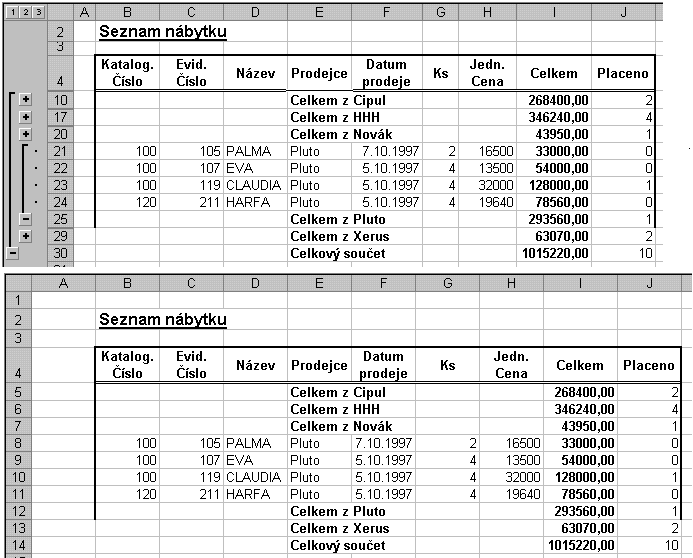 1 2 3 A B C D E F G H I J
2 Seznam nábytku
3
4 Katalog. Číslo Evid. Číslo Název Prodejce Datum prodeje Ks Jedn. Cena Celkem Placeno
10 Celkem z Cipul 268400,00 2
17 Celkem z HHH 346240,00 4
20 Celkem z Novák 43950,00 1
21 100 105 PALMA Pluto 7.10.1997 2 16500 33000,00 0
22 100 107 EVA Pluto 5.10.1997 4 13500 54000,00 0
23 100 119 CLAUDIA Pluto 5.10.1997 4 32000 128000,00 1
24 120 211 HARFA Pluto 5.10.1997 4 19640 78560,00 0
25 Celkem z Pluto 293560,00 1
29 Celkem z Xerus 63070,00 2
30 Celkový součet 1015220,00 10
A B C D E F G H I J
1
2 Seznam nábytku
3
4 Katalog. Číslo Evid. Číslo Název Prodejce Datum prodeje Ks Jedn. Cena Celkem Placeno
5 Celkem z Cipul 268400,00 2
6 Celkem z HHH 346240,00 4
7 Celkem z Novák 43950,00 1
8 100 105 PALMA Pluto 7.10.1997 2 16500 33000,00 0
9 100 107 EVA Pluto 5.10.1997 4 13500 54000,00 0
10 100 119 CLAUDIA Pluto 5.10.1997 4 32000 128000,00 1
11 120 211 HARFA Pluto 5.10.1997 4 19640 78560,00 0
12 Celkem z Pluto 293560,00 1
13 Celkem z Xerus 63070,00 2
14 Celkový součet 1015220,00 10